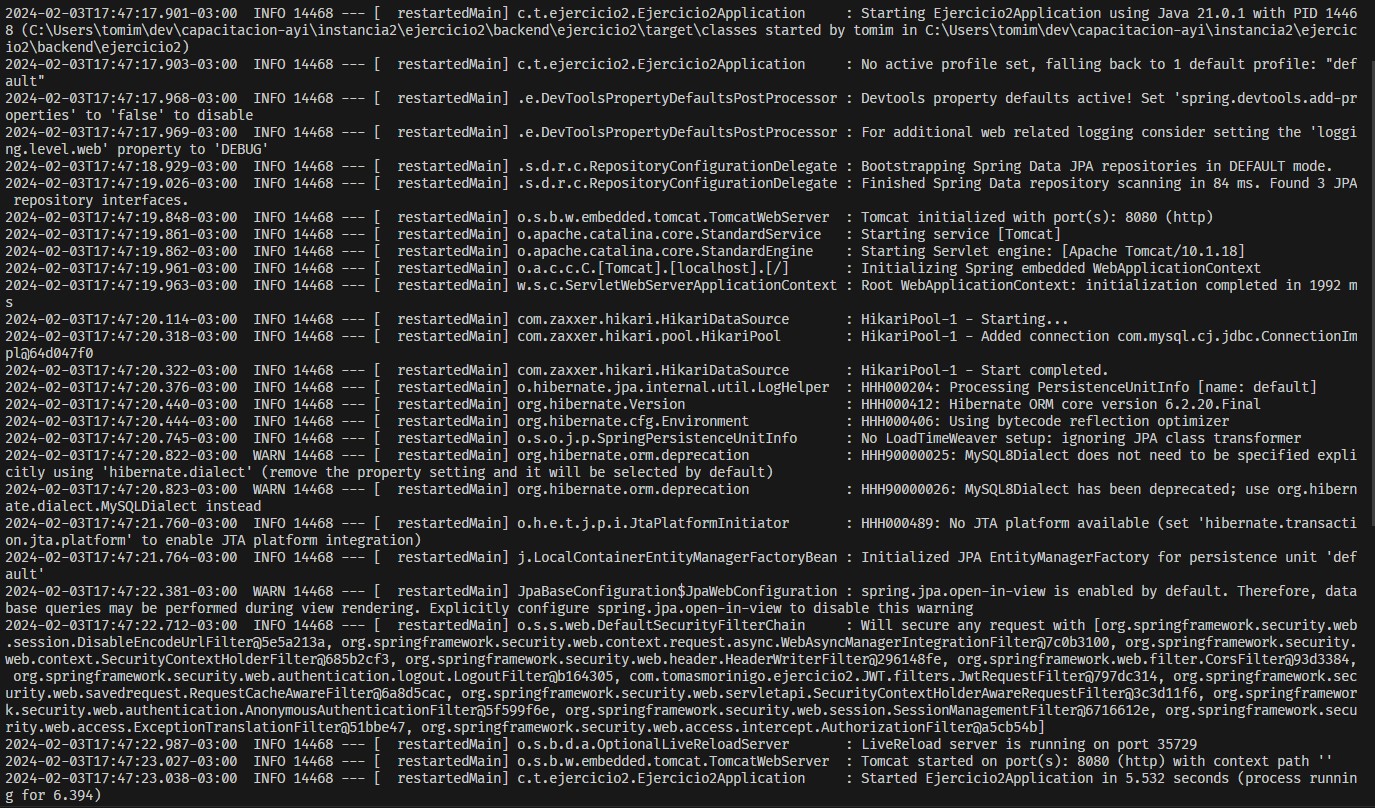 2024-02-03T17:47:17.901-03:00  INFO 14468 --- [  restartedMain] c.t.ejercicio2.Ejercicio2Application     : Starting Ejercicio2Application using Java 21.0.1 with PID 1446
8 (C:\Users\tomim\dev\capacitacion-ayi\instancia2\ejercicio2\backend\ejercicio2\target\classes started by tomim in C:\Users\tomim\dev\capacitacion-ayi\instancia2\ejercic
io2\backend\ejercicio2)
2024-02-03T17:47:17.903-03:00  INFO 14468 --- [  restartedMain] c.t.ejercicio2.Ejercicio2Application     : No active profile set, falling back to 1 default profile: "def
ault"
2024-02-03T17:47:17.968-03:00  INFO 14468 --- [  restartedMain] .e.DevToolsPropertyDefaultsPostProcessor : Devtools property defaults active! Set 'spring.devtools.add-pr
operties' to 'false' to disable
2024-02-03T17:47:17.969-03:00  INFO 14468 --- [  restartedMain] .e.DevToolsPropertyDefaultsPostProcessor : For additional web related logging consider setting the 'loggi
ng.level.web' property to 'DEBUG'
2024-02-03T17:47:18.929-03:00  INFO 14468 --- [  restartedMain] .s.d.r.c.RepositoryConfigurationDelegate : Bootstrapping Spring Data JPA repositories in DEFAULT mode.
2024-02-03T17:47:19.026-03:00  INFO 14468 --- [  restartedMain] .s.d.r.c.RepositoryConfigurationDelegate : Finished Spring Data repository scanning in 84 ms. Found 3 JPA
 repository interfaces.
2024-02-03T17:47:19.848-03:00  INFO 14468 --- [  restartedMain] o.s.b.w.embedded.tomcat.TomcatWebServer  : Tomcat initialized with port(s): 8080 (http)
2024-02-03T17:47:19.861-03:00  INFO 14468 --- [  restartedMain] o.apache.catalina.core.StandardService   : Starting service [Tomcat]
2024-02-03T17:47:19.862-03:00  INFO 14468 --- [  restartedMain] o.apache.catalina.core.StandardEngine    : Starting Servlet engine: [Apache Tomcat/10.1.18]
2024-02-03T17:47:19.961-03:00  INFO 14468 --- [  restartedMain] o.a.c.c.C.[Tomcat].[localhost].[/]       : Initializing Spring embedded WebApplicationContext
2024-02-03T17:47:19.963-03:00  INFO 14468 --- [  restartedMain] w.s.c.ServletWebServerApplicationContext : Root WebApplicationContext: initialization completed in 1992 m
s
2024-02-03T17:47:20.114-03:00  INFO 14468 --- [  restartedMain] com.zaxxer.hikari.HikariDataSource       : HikariPool-1 - Starting...
2024-02-03T17:47:20.318-03:00  INFO 14468 --- [  restartedMain] com.zaxxer.hikari.pool.HikariPool        : HikariPool-1 - Added connection com.mysql.cj.jdbc.ConnectionIm
pl@64d047f0
2024-02-03T17:47:20.322-03:00  INFO 14468 --- [  restartedMain] com.zaxxer.hikari.HikariDataSource       : HikariPool-1 - Start completed.
2024-02-03T17:47:20.376-03:00  INFO 14468 --- [  restartedMain] o.hibernate.jpa.internal.util.LogHelper  : HHH000204: Processing PersistenceUnitInfo [name: default]
2024-02-03T17:47:20.440-03:00  INFO 14468 --- [  restartedMain] org.hibernate.Version                    : HHH000412: Hibernate ORM core version 6.2.20.Final
2024-02-03T17:47:20.444-03:00  INFO 14468 --- [  restartedMain] org.hibernate.cfg.Environment            : HHH000406: Using bytecode reflection optimizer
2024-02-03T17:47:20.745-03:00  INFO 14468 --- [  restartedMain] o.s.o.j.p.SpringPersistenceUnitInfo      : No LoadTimeWeaver setup: ignoring JPA class transformer
2024-02-03T17:47:20.822-03:00  WARN 14468 --- [  restartedMain] org.hibernate.orm.deprecation            : HHH90000025: MySQL8Dialect does not need to be specified expli
citly using 'hibernate.dialect' (remove the property setting and it will be selected by default)
2024-02-03T17:47:20.823-03:00  WARN 14468 --- [  restartedMain] org.hibernate.orm.deprecation            : HHH90000026: MySQL8Dialect has been deprecated; use org.hibern
ate.dialect.MySQLDialect instead
2024-02-03T17:47:21.760-03:00  INFO 14468 --- [  restartedMain] o.h.e.t.j.p.i.JtaPlatformInitiator       : HHH000489: No JTA platform available (set 'hibernate.transacti
on.jta.platform' to enable JTA platform integration)
2024-02-03T17:47:21.764-03:00  INFO 14468 --- [  restartedMain] j.LocalContainerEntityManagerFactoryBean : Initialized JPA EntityManagerFactory for persistence unit 'def
ault'
2024-02-03T17:47:22.381-03:00  WARN 14468 --- [  restartedMain] JpaBaseConfiguration$JpaWebConfiguration : spring.jpa.open-in-view is enabled by default. Therefore, data
base queries may be performed during view rendering. Explicitly configure spring.jpa.open-in-view to disable this warning
2024-02-03T17:47:22.712-03:00  INFO 14468 --- [  restartedMain] o.s.s.web.DefaultSecurityFilterChain     : Will secure any request with [org.springframework.security.web
.session.DisableEncodeUrlFilter@5e5a213a, org.springframework.security.web.context.request.async.WebAsyncManagerIntegrationFilter@7c0b3100, org.springframework.security.
web.context.SecurityContextHolderFilter@685b2cf3, org.springframework.security.web.header.HeaderWriterFilter@296148fe, org.springframework.web.filter.CorsFilter@93d3384,
 org.springframework.security.web.authentication.logout.LogoutFilter@b164305, com.tomasmorinigo.ejercicio2.JWT.filters.JwtRequestFilter@797dc314, org.springframework.sec
urity.web.savedrequest.RequestCacheAwareFilter@6a8d5cac, org.springframework.security.web.servletapi.SecurityContextHolderAwareRequestFilter@3c3d11f6, org.springframewor
k.security.web.authentication.AnonymousAuthenticationFilter@5f599f6e, org.springframework.security.web.session.SessionManagementFilter@6716612e, org.springframework.secu
rity.web.access.ExceptionTranslationFilter@51bbe47, org.springframework.security.web.access.intercept.AuthorizationFilter@a5cb54b]
2024-02-03T17:47:22.987-03:00  INFO 14468 --- [  restartedMain] o.s.b.d.a.OptionalLiveReloadServer       : LiveReload server is running on port 35729
2024-02-03T17:47:23.027-03:00  INFO 14468 --- [  restartedMain] o.s.b.w.embedded.tomcat.TomcatWebServer  : Tomcat started on port(s): 8080 (http) with context path ''
2024-02-03T17:47:23.038-03:00  INFO 14468 --- [  restartedMain] c.t.ejercicio2.Ejercicio2Application     : Started Ejercicio2Application in 5.532 seconds (process runnin
g for 6.394)